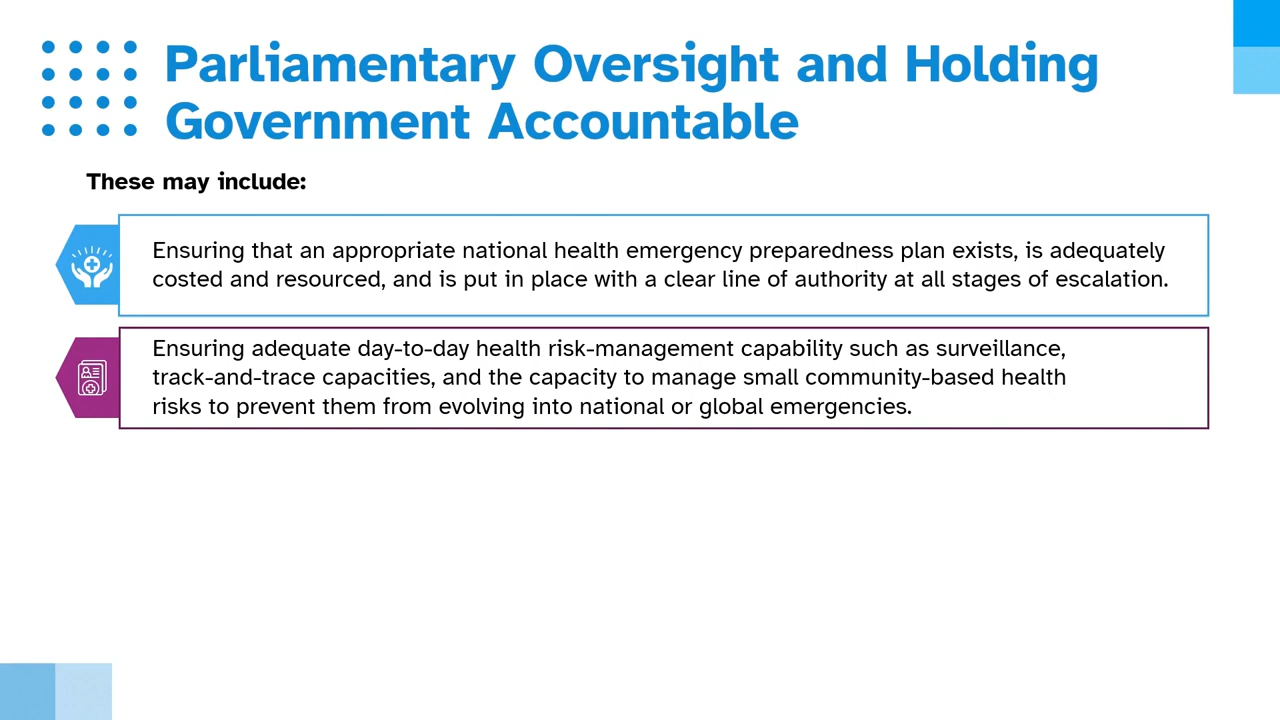 Parliamentary Oversight and Holding
Government Accountable
These may include:
Ensuring that an appropriate national health emergency preparedness plan exists, is adequately
costed and resourced, and is put in place with a clear line of authority at all stages of escalation.
Ensuring adequate day-to-day health risk-management capability such as surveillance,
track-and-trace capacities, and the capacity to manage small community-based health
risks to prevent them from evolving into national or global emergencies.